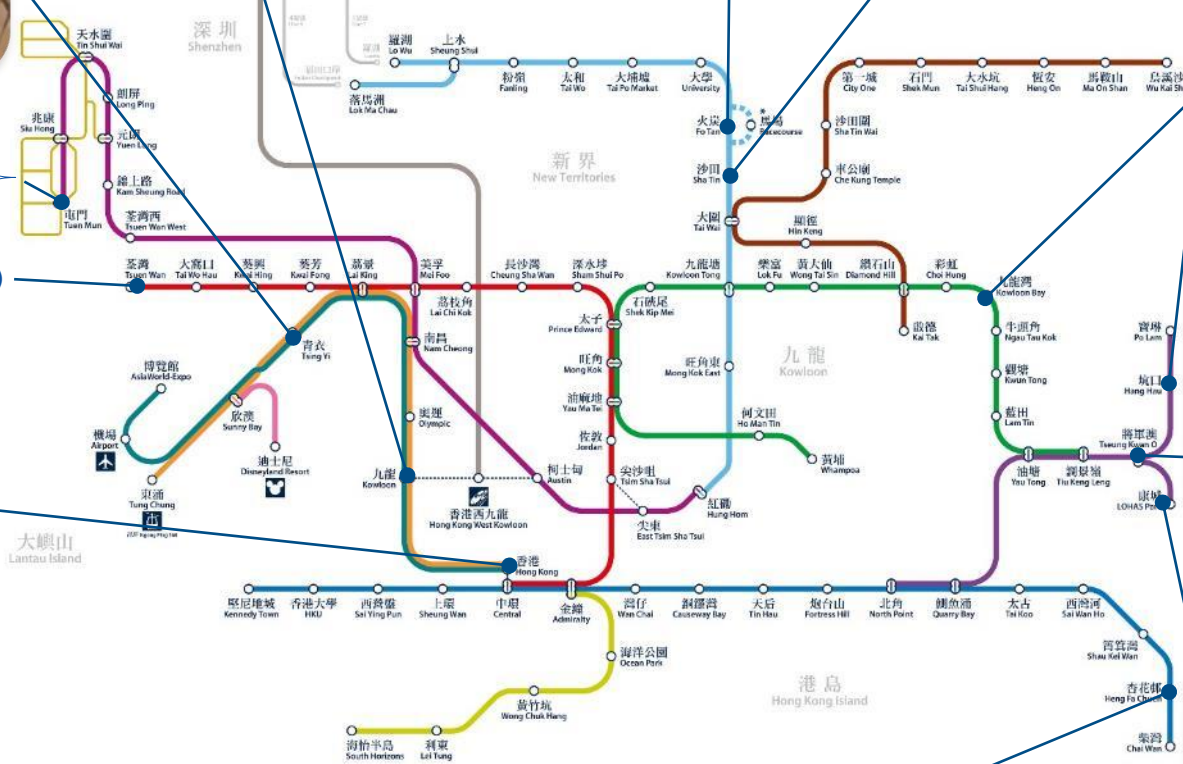 深圳
Shenzhen
天水圍
Tin Shui Wai
朗屏
Long Ping
兆康
Siu Hong
元朗
Yuen Long
錦上路
Kam Sheung Road
屯門
Tuen Mun
荃灣西
Tsuen Wan West
羅湖
Lo Wu
上水
Sheung Shui
落馬洲
Lok Ma Chau
粉嶺
Fanling
太和
Tai Wo
大埔墟
Tai Po Market
大學
University
火炭
Fo Tan
馬場
Racecourse
沙田
Sha Tin
大圍
Tai Wai
第一城
City One
石門
Shek Mun
大水坑
Tai Shui Hang
恆安
Heng On
馬鞍山
Ma On Shan
烏溪沙
Wu Kai Sh
沙田圍
Sha Tin Wai
車公廟
Che Kung Temple
顯徑
Hin Keng
新界
New Territories
荃灣
Tsuen Wan
大窩口
Tai Wo Hau
葵興
Kwai Hing
葵芳
Kwai Fong
荔景
Lai King
美孚
Mei Foo
荔枝角
Lai Chi Kok
長沙灣
Cheung Sha Wan
深水埗
Sham Shui Po
石硤尾
Shek Kip Mei
九龍塘
Kowloon Tong
樂富
Lok Fu
黃大仙
Wong Tai Sin
鑽石山
Diamond Hill
彩虹
Choi Hung
九龍灣
Kowloon Bay
啟德
Kai Tak
牛頭角
Ngau Tau Kok
觀塘
Kwun Tong
藍田
Lam Tin
寶琳
Po Lam
坑口
Hang Hau
將軍澳
Tseung Kwan O
油塘
Yau Tong
調景嶺
Tiu Keng Leng
康城
LOHAS Park
青衣
Tsing Yi
南昌
Nam Cheong
太子
Prince Edward
旺角
Mong Kok
油麻地
Yau Ma Tei
旺角東
Mong Kok East
九龍
Kowloon
何文田
Ho Man Tin
黃埔
Whampoa
博覽館
AsiaWorld-Expo
機場
Airport
欣澳
Sunny Bay
迪士尼
Disneyland Resort
東涌
Tung Chung
奧運
Olympic
九龍
Kowloon
佐敦
Jordan
柯士甸
Austin
尖沙咀
Tsim Sha Tsui
香港西九龍
Hong Kong West Kowloon
尖東
East Tsim Sha Tsui
紅磡
Hung Hom
大嶼山
Lantau Island
香港
Hong Kong
堅尼地城
Kennedy Town
香港大學
HKU
西營盤
Sai Ying Pun
上環
Sheung Wan
中環
Central
金鐘
Admiralty
灣仔
Wan Chai
銅鑼灣
Causeway Bay
天后
Tin Hau
炮台山
Fortress Hill
北角
North Point
鰂魚涌
Quarry Bay
太古
Tai Koo
西灣河
Sai Wan Ho
筲箕灣
Shau Kei Wan
杏花邨
Heng Fa Chuen
柴灣
Chai Wan
海洋公園
Ocean Park
黃竹坑
Wong Chuk Hang
利東
Lei Tung
海怡半島
South Horizons
港島
Hong Kong Island